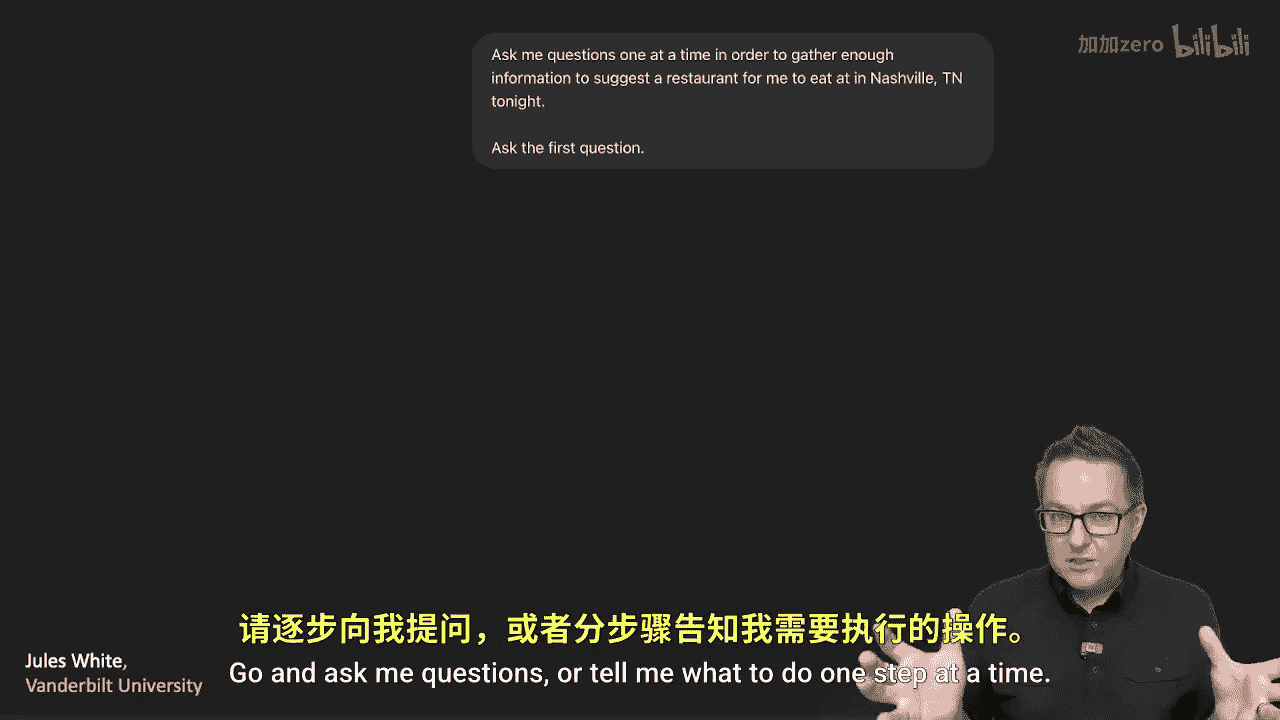 加加zero bilibili
Ask me questions one at a time in order to gather enough
information to suggest a restaurant for me to eat at in Nashville, TN
tonight.
Ask the first question.
请逐步向我提问，或者分步骤告知我需要执行的操作。
Go and ask me questions, or tell me what to do one step at a time.
Jules White,
Vanderbilt University